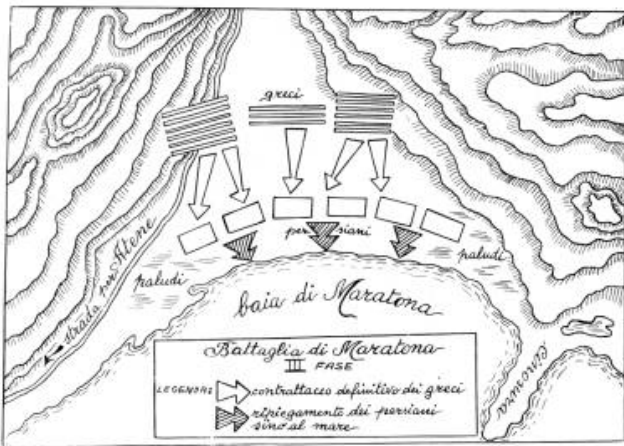 greci
per siani
strada per Atene
paludi
paludi
baia di Maratona
cinosura
Battaglia di Maratona
III FASE
LEGENDA:
contrattacco definitivo dei greci
ripiegamento dei persiani
sino al mare.